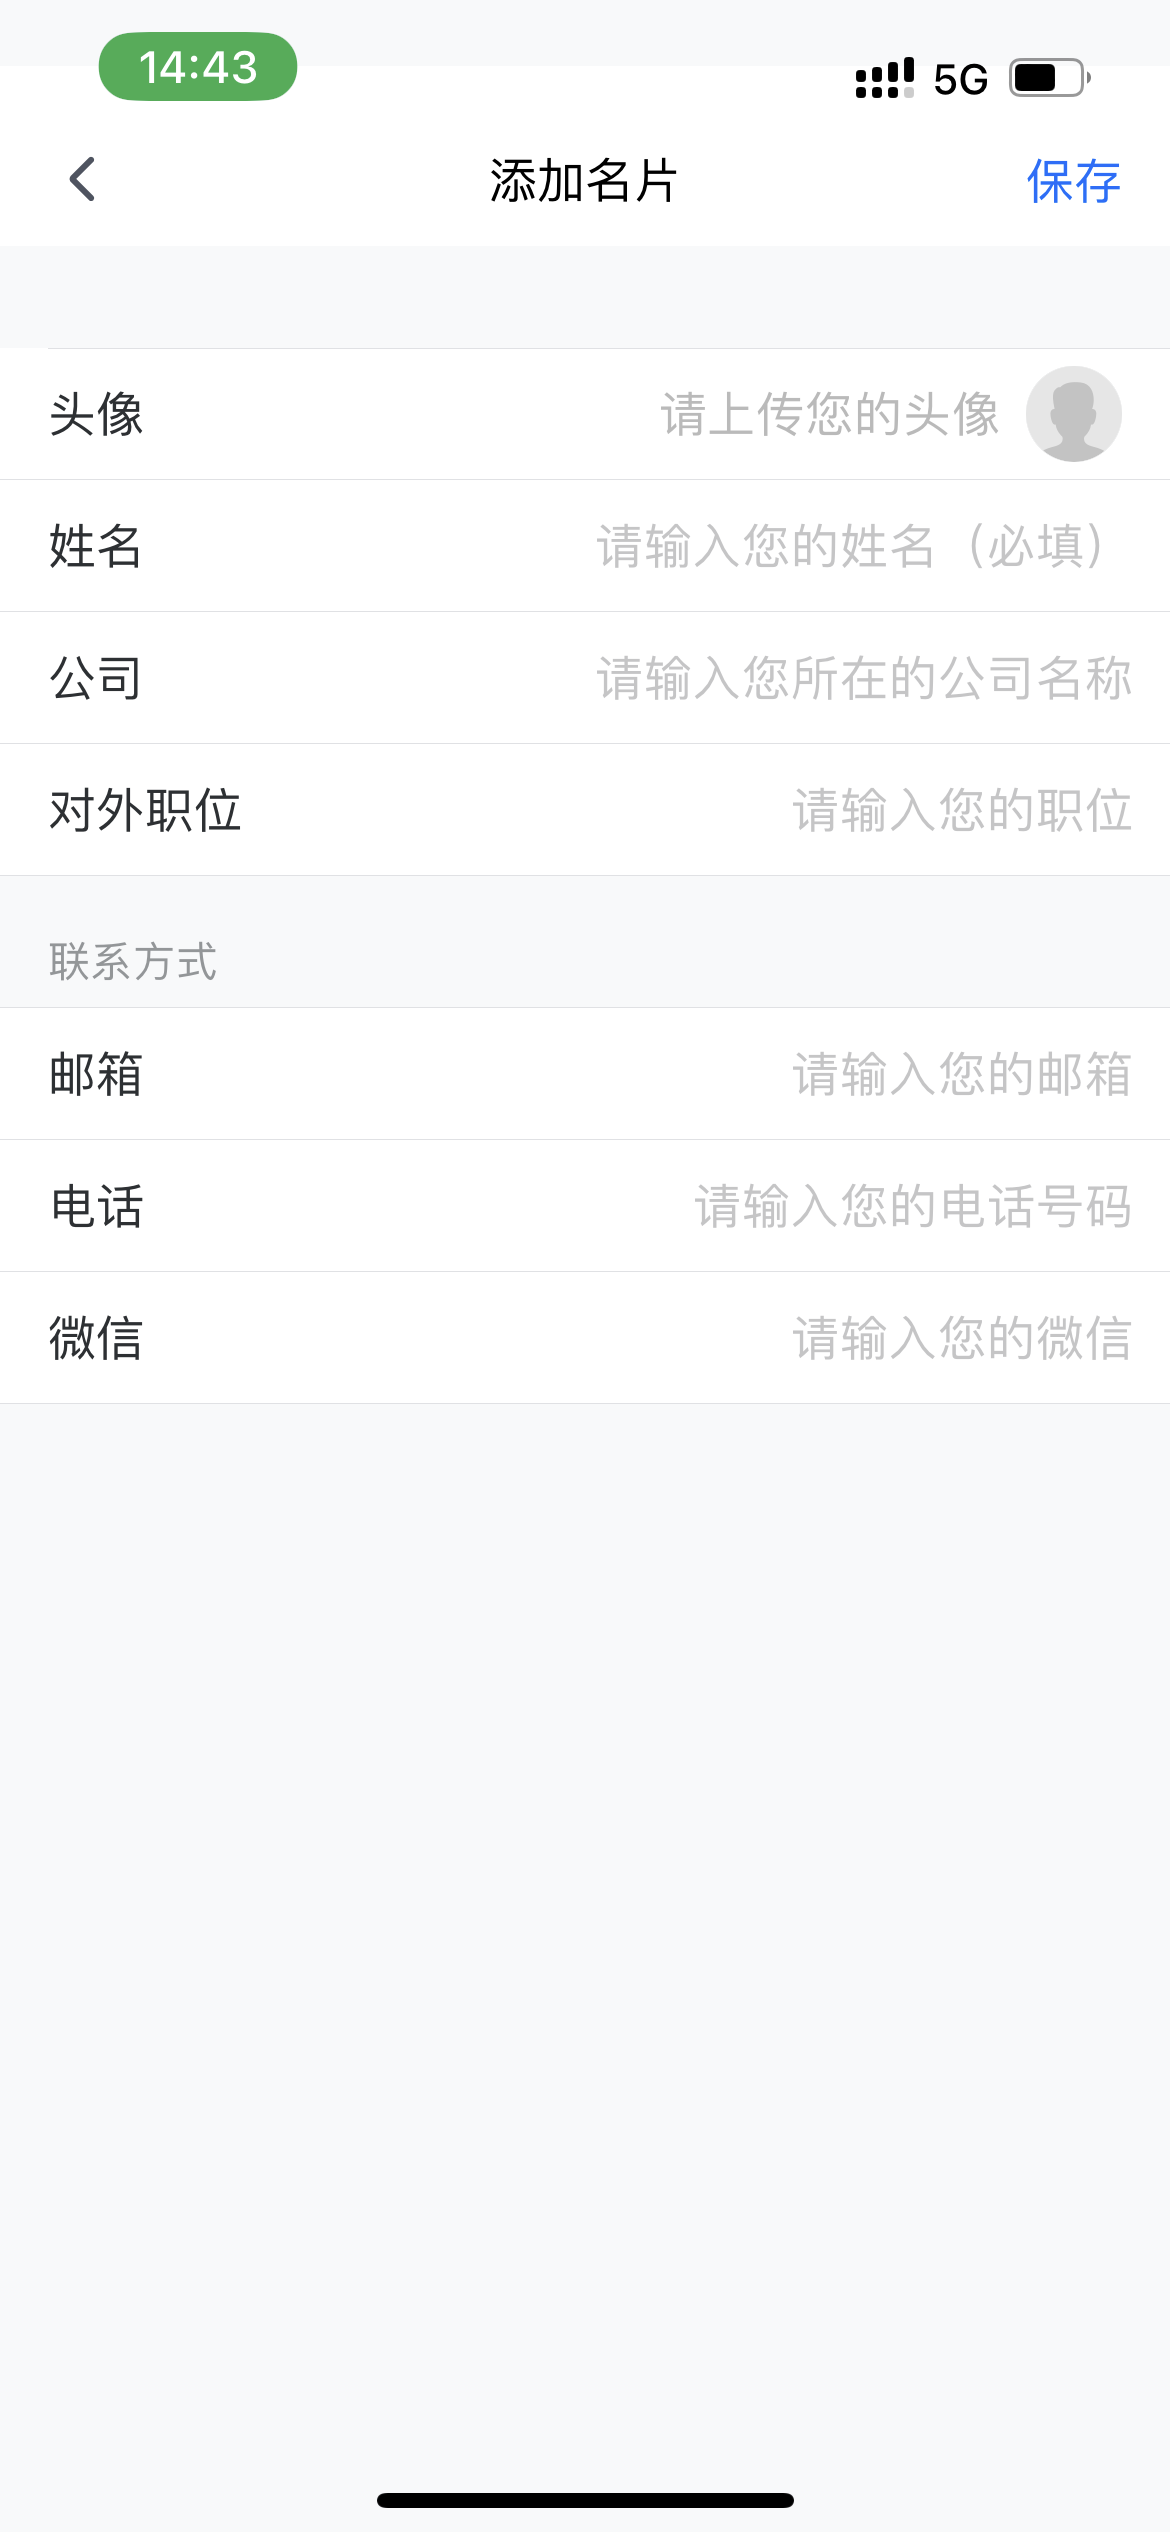 14:43
5G
添加名片
保存
头像
请上传您的头像
姓名
请输入您的姓名（必填）
公司
请输入您所在的公司名称
对外职位
请输入您的职位
联系方式
邮箱
请输入您的邮箱
电话
请输入您的电话号码
微信
请输入您的微信